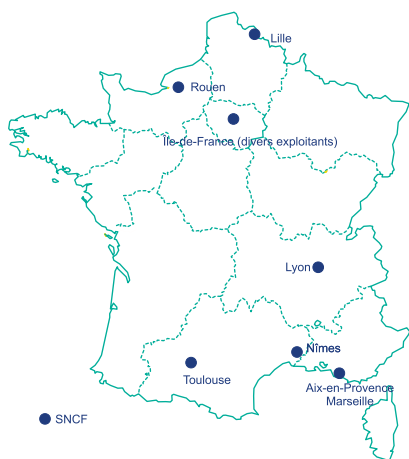 Lille
Rouen
Île-de-France (divers exploitants)
Lyon
Nîmes
Toulouse
Aix-en-Provence
Marseille
SNCF